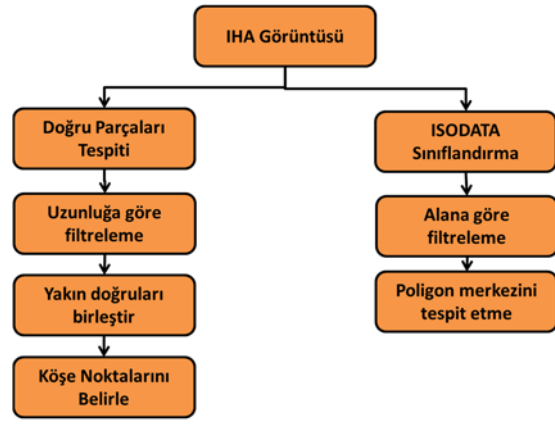 IHA Görüntüsü
Doğru Parçaları
Tespiti
Uzunluğa göre
filtreleme
Yakın doğruları
birleştir
Köşe Noktalarını
Belirle
ISODATA
Sınıflandırma
Alana göre
filtreleme
Poligon merkezini
tespit etme